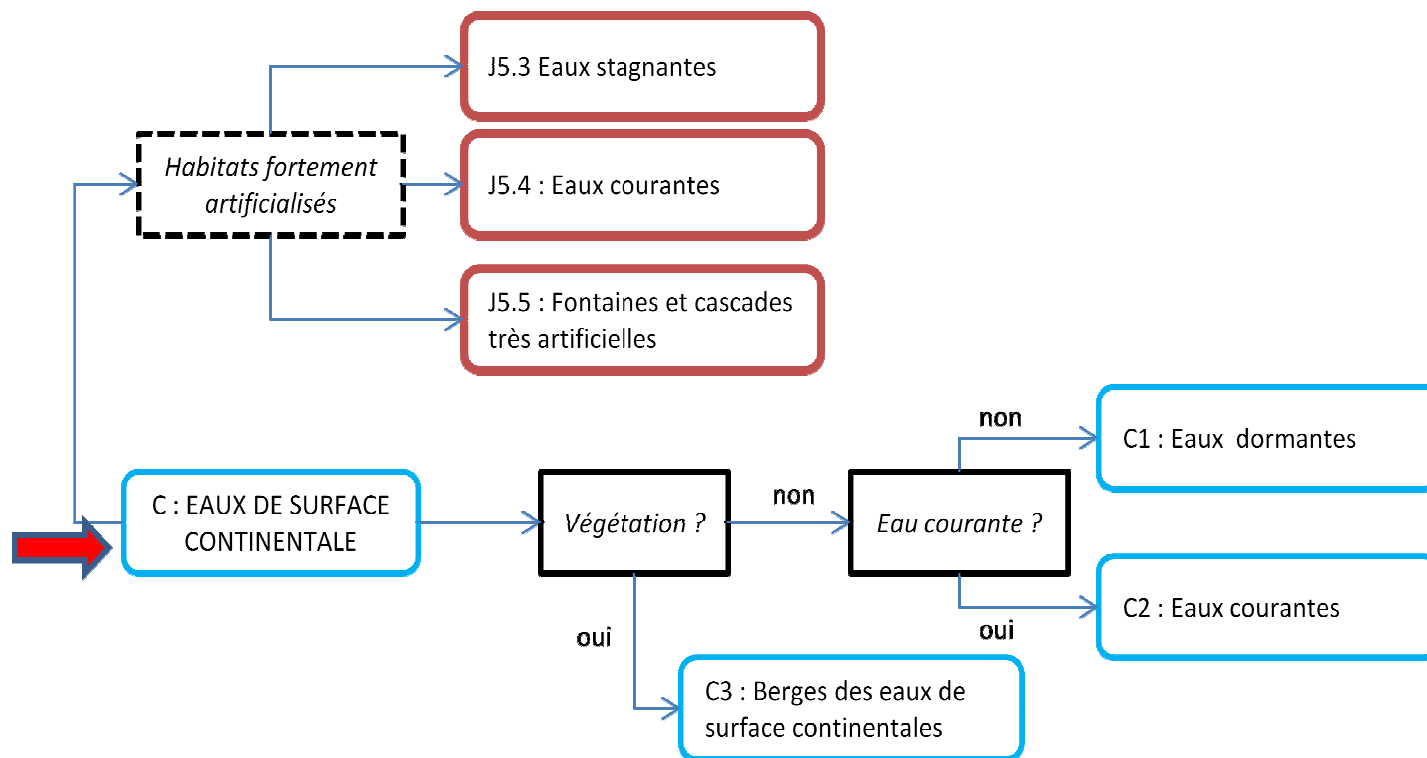 J5.3 Eaux stagnantes
Habitats fortement
artificialisés
J5.4 : Eaux courantes
J5.5 : Fontaines et cascades
très artificielles
non
C1 : Eaux dormantes
C : EAUX DE SURFACE
CONTINENTALE
Végétation ?
non
Eau courante ?
C2 : Eaux courantes
oui
oui
C3 : Berges des eaux de
surface continentales